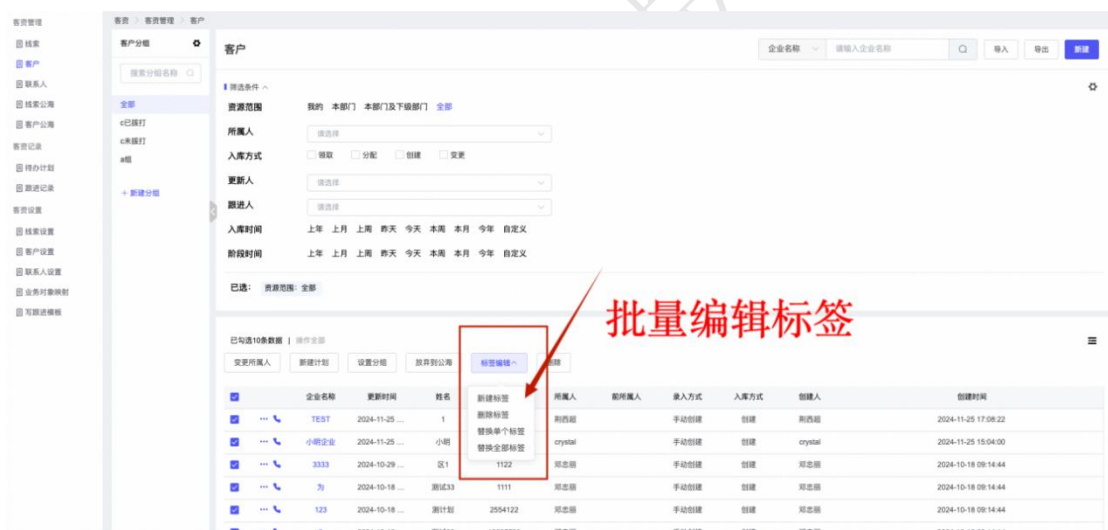 客资管理
线索
客户
联系人
线索公海
客户公海
客资记录
待办计划
跟进记录
客资设置
线索设置
客户设置
联系人设置
业务对象映射
写跟进模板
客资 客资管理 客户
客户分组
搜索分组名称
全部
c已拨打
c未拨打
a组
+ 新建分组
客户
企业名称 请输入企业名称 导入 导出 新建
筛选条件
资源范围 我的 本部门 本部门及下级部门 全部
所属人 请选择
入库方式 领取 分配 创建 变更
更新人 请选择
跟进人 请选择
入库时间 上年 上月 上周 昨天 今天 本周 本月 今年 自定义
阶段时间 上年 上月 上周 昨天 今天 本周 本月 今年 自定义
已选： 资源范围: 全部
批量编辑标签
已勾选10条数据 | 操作全部
变更所属人 新建计划 设置分组 放弃到公海 标签编辑 删除
新建标签
删除标签
替换单个标签
替换全部标签
企业名称 更新时间 姓名 所属人 前所属人 录入方式 入库方式 创建人 创建时间
TEST 2024-11-25 ... 1 荆西超 手动创建 创建 荆西超 2024-11-25 17:08:22
小明企业 2024-11-25 ... 小明 crystal 手动创建 创建 crystal 2024-11-25 15:04:00
3333 2024-10-29 ... 区1 1122 邓志丽 手动创建 创建 邓志丽 2024-10-18 09:14:44
为 2024-10-18 ... 测试33 1111 邓志丽 手动创建 创建 邓志丽 2024-10-18 09:14:44
123 2024-10-18 ... 测计划 2554122 邓志丽 手动创建 创建 邓志丽 2024-10-18 09:14:44